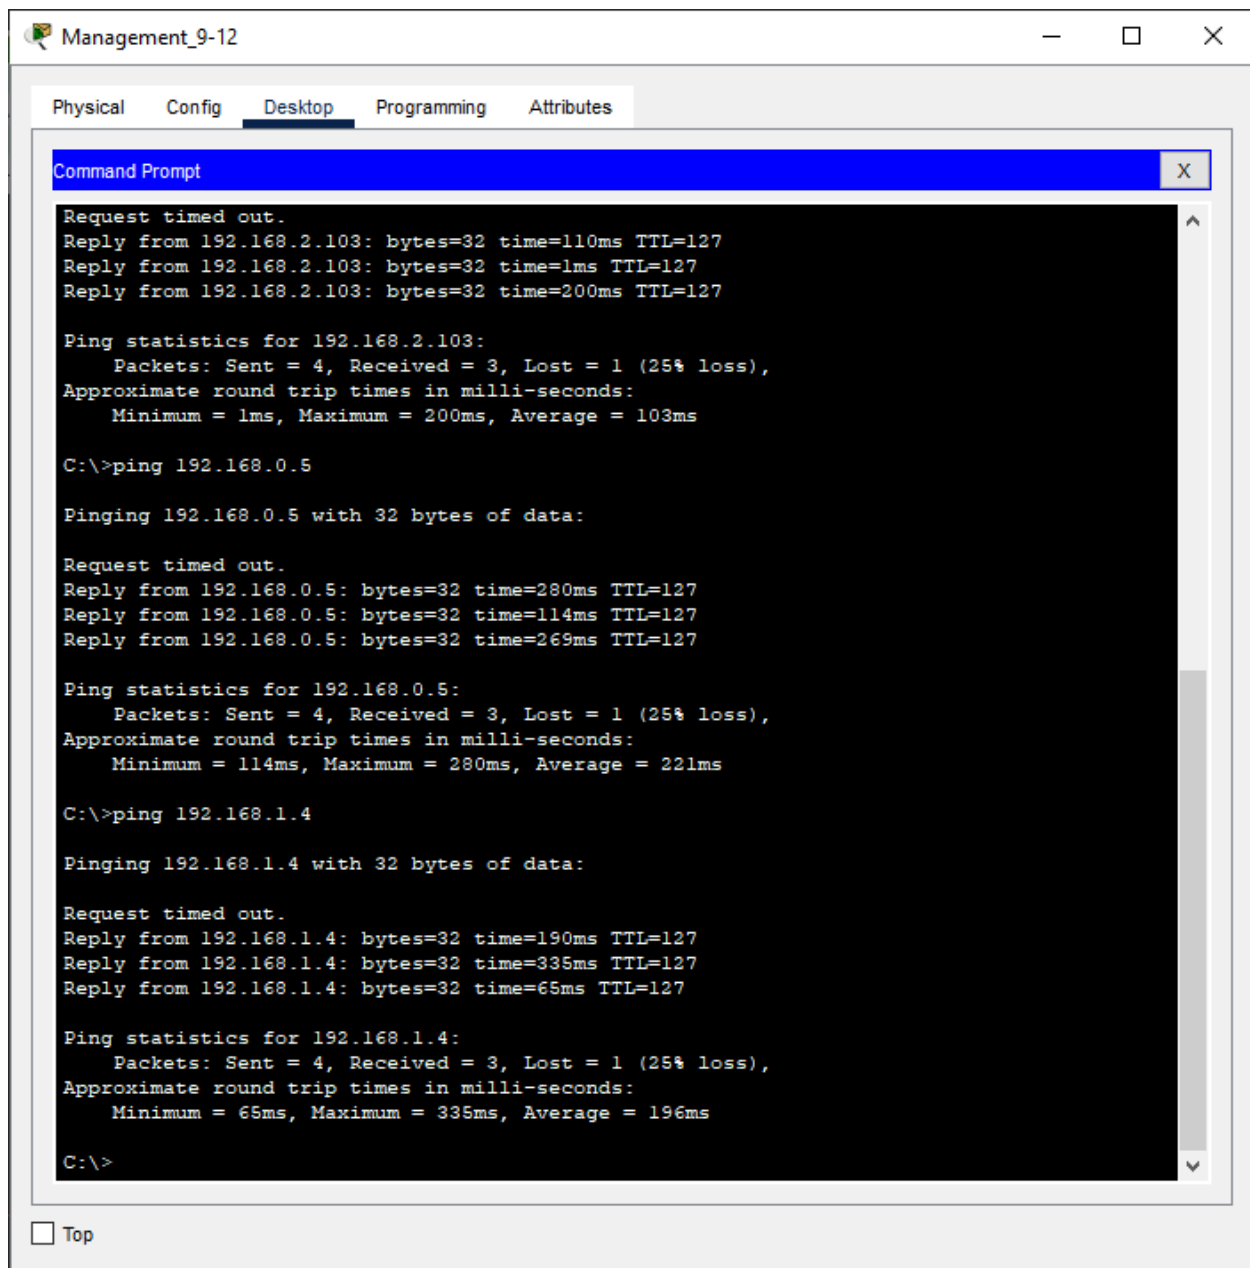 Management_9-12
Physical Config Desktop Programming Attributes
Command Prompt X
Request timed out.
Reply from 192.168.2.103: bytes=32 time=110ms TTL=127
Reply from 192.168.2.103: bytes=32 time=1ms TTL=127
Reply from 192.168.2.103: bytes=32 time=200ms TTL=127
Ping statistics for 192.168.2.103:
Packets: Sent = 4, Received = 3, Lost = 1 (25% loss),
Approximate round trip times in milli-seconds:
Minimum = 1ms, Maximum = 200ms, Average = 103ms
C:\>ping 192.168.0.5
Pinging 192.168.0.5 with 32 bytes of data:
Request timed out.
Reply from 192.168.0.5: bytes=32 time=280ms TTL=127
Reply from 192.168.0.5: bytes=32 time=114ms TTL=127
Reply from 192.168.0.5: bytes=32 time=269ms TTL=127
Ping statistics for 192.168.0.5:
Packets: Sent = 4, Received = 3, Lost = 1 (25% loss),
Approximate round trip times in milli-seconds:
Minimum = 114ms, Maximum = 280ms, Average = 221ms
C:\>ping 192.168.1.4
Pinging 192.168.1.4 with 32 bytes of data:
Request timed out.
Reply from 192.168.1.4: bytes=32 time=190ms TTL=127
Reply from 192.168.1.4: bytes=32 time=335ms TTL=127
Reply from 192.168.1.4: bytes=32 time=65ms TTL=127
Ping statistics for 192.168.1.4:
Packets: Sent = 4, Received = 3, Lost = 1 (25% loss),
Approximate round trip times in milli-seconds:
Minimum = 65ms, Maximum = 335ms, Average = 196ms
C:\>
Top